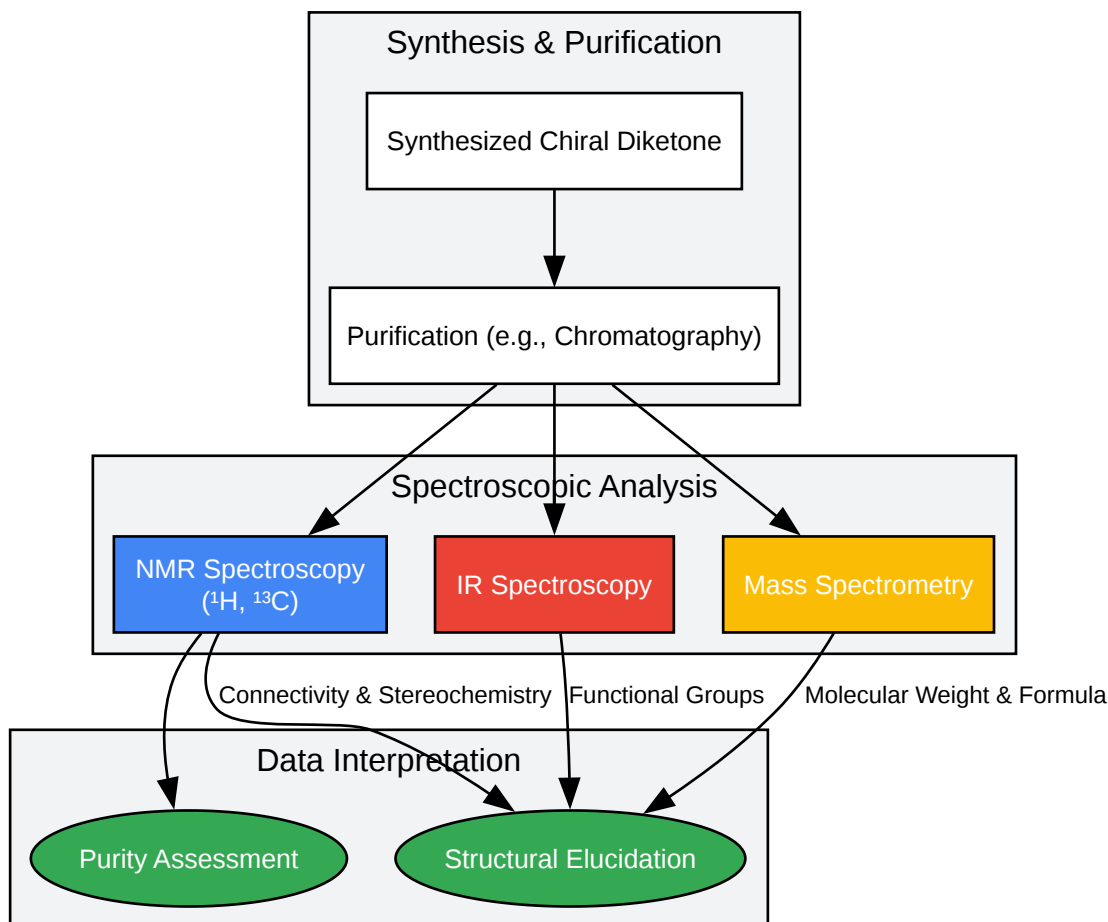 Synthesis & Purification
Synthesized Chiral Diketone
Purification (e.g., Chromatography)
Spectroscopic Analysis
NMR Spectroscopy
(¹H, ¹³C)
IR Spectroscopy
Mass Spectrometry
Connectivity & Stereochemistry
Functional Groups
Molecular Weight & Formula
Data Interpretation
Purity Assessment
Structural Elucidation